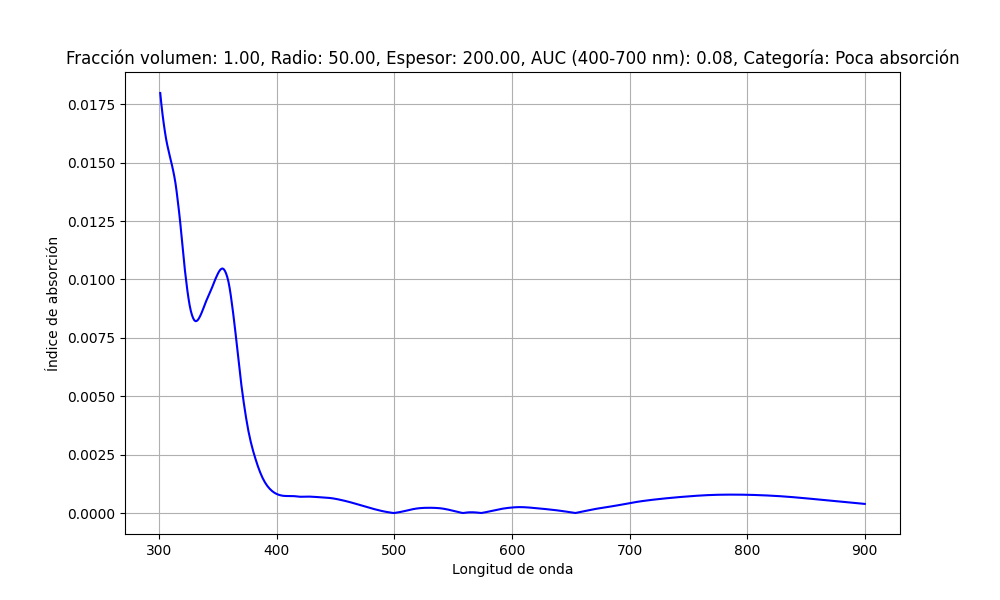 Fracción volumen: 1.00, Radio: 50.00, Espesor: 200.00, AUC (400-700 nm): 0.08, Categoría: Poca absorción
0.0175
0.0150
0.0125
0.0100
0.0075
0.0050
0.0025
0.0000
Índice de absorción
300 400 500 600 700 800 900
Longitud de onda